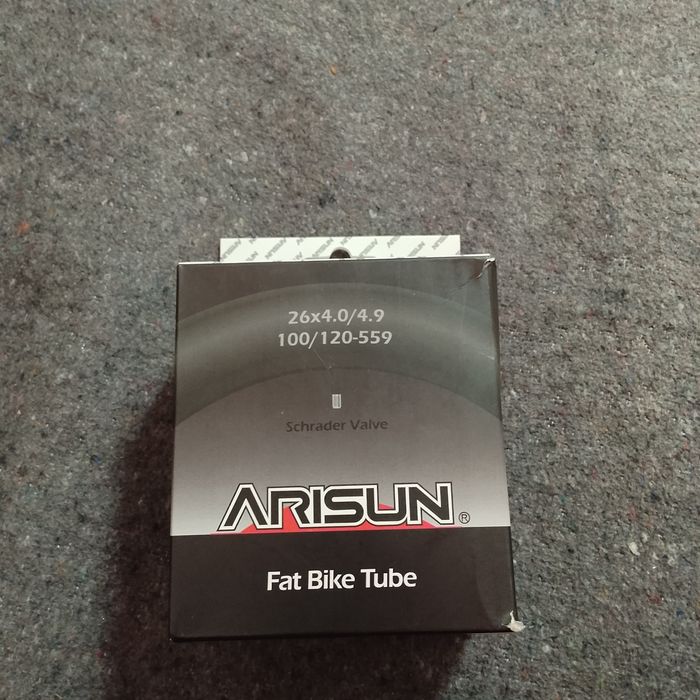 26x4.0/4.9
100/120-559
Schrader Valve
ARISUN®
Fat Bike Tube